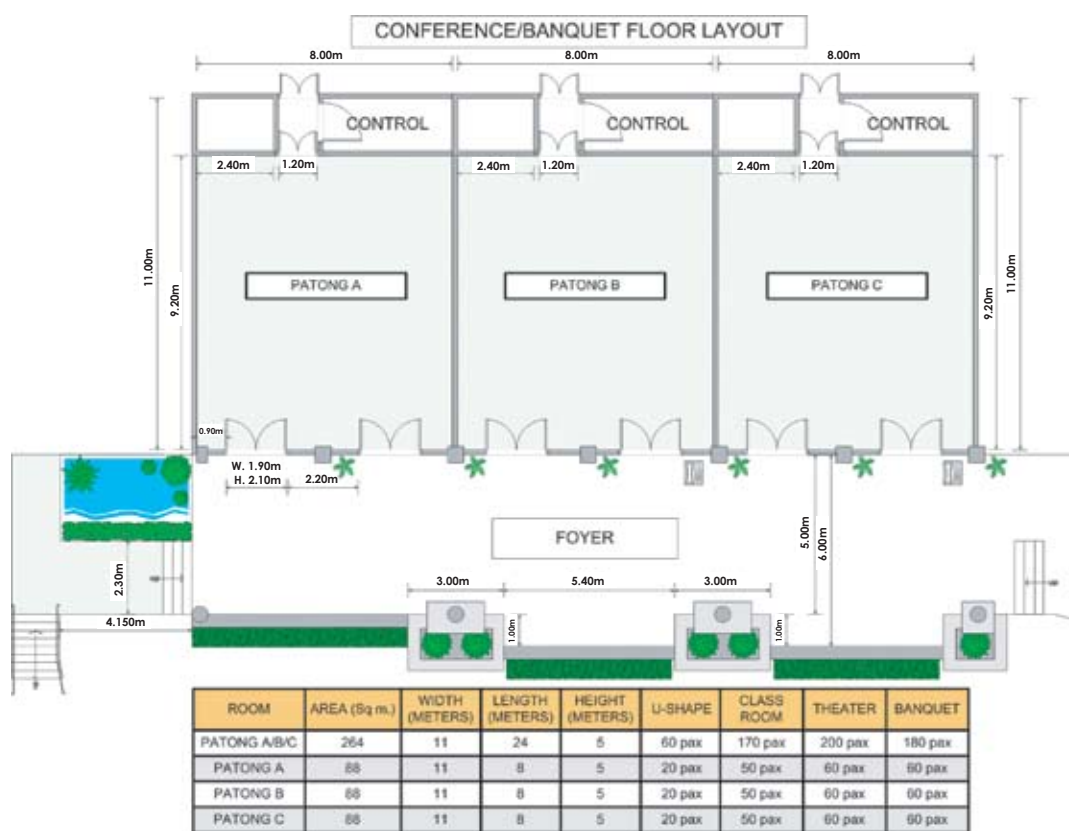 CONFERENCE/BANQUET FLOOR LAYOUT
8.00m 8.00m 8.00m
CONTROL CONTROL CONTROL
2.40m 1.20m 2.40m 1.20m 2.40m 1.20m
11.00m 9.20m 9.20m 11.00m
PATONG A PATONG B PATONG C
0.90m
W. 1.90m
H. 2.10m 2.20m
FOYER
5.00m 6.00m
2.30m
3.00m 5.40m 3.00m
4.150m
1.00m 1.00m
ROOM AREA (Sq m.) WIDTH (METERS) LENGTH (METERS) HEIGHT (METERS) U-SHAPE CLASS ROOM THEATER BANQUET
PATONG A/B/C 264 11 24 5 60 pax 170 pax 200 pax 180 pax
PATONG A 88 11 8 5 20 pax 50 pax 60 pax 60 pax
PATONG B 88 11 8 5 20 pax 50 pax 60 pax 60 pax
PATONG C 88 11 8 5 20 pax 50 pax 60 pax 60 pax